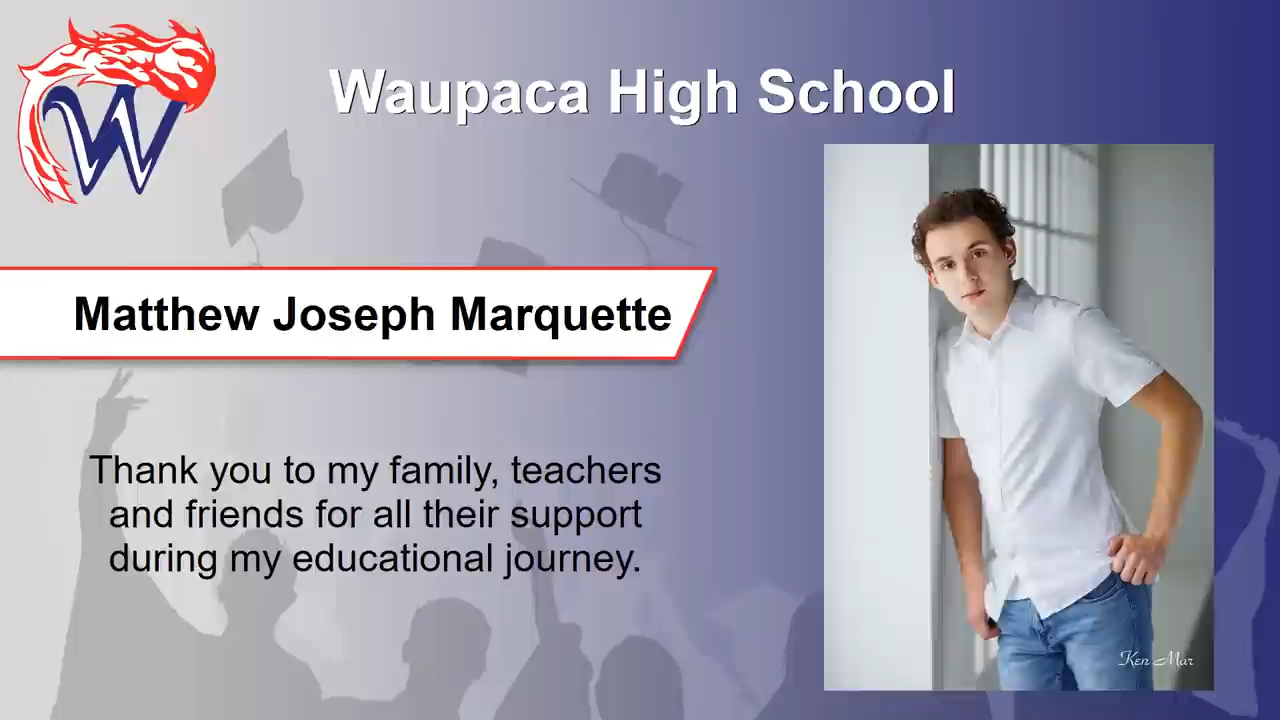 W
Waupaca High School
Matthew Joseph Marquette
Thank you to my family, teachers
and friends for all their support
during my educational journey.
Ken Mar